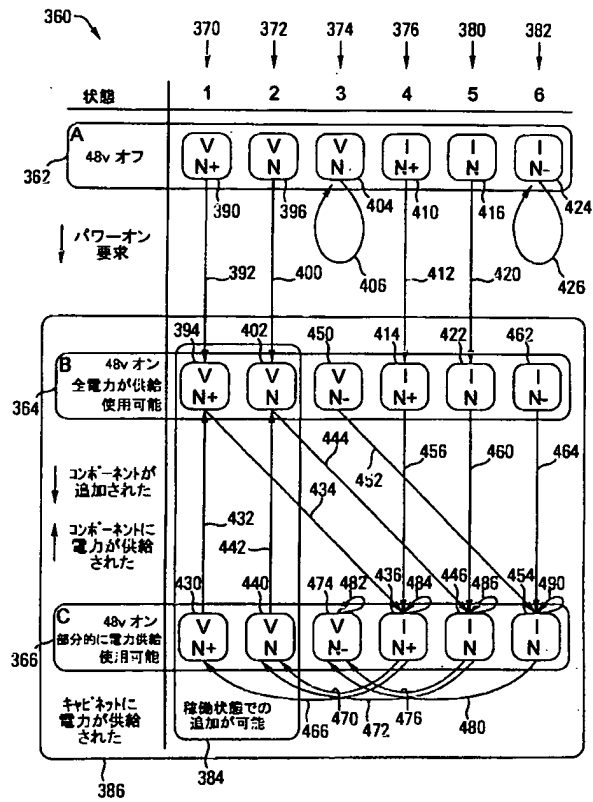 360
370 372 374 376 380 382
状態 1 2 3 4 5 6
A
362
48v オフ
V N+
V N
V N
I N+
I N
I N-
390 396 404 410 416 424
パワーオン
要求
392 400 406 412 420 426
394 402 450 414 422 462
B
364
48v オン
全電力が供給
使用可能
V N+
V N
V N-
I N+
I N
I N-
444 452 456 460 464
434
コンポーネントが
追加された
コンポーネントに
電力が供給
された
432
442
430 440 474 482 436 484 446 486 454 490
C
366
48v オン
部分的に電力供給
使用可能
V N+
V N
V N-
I N+
I N
I N
466 470 472 476 480
キャビネットに
電力が供給
された
稼働状態での
追加が可能
384
386